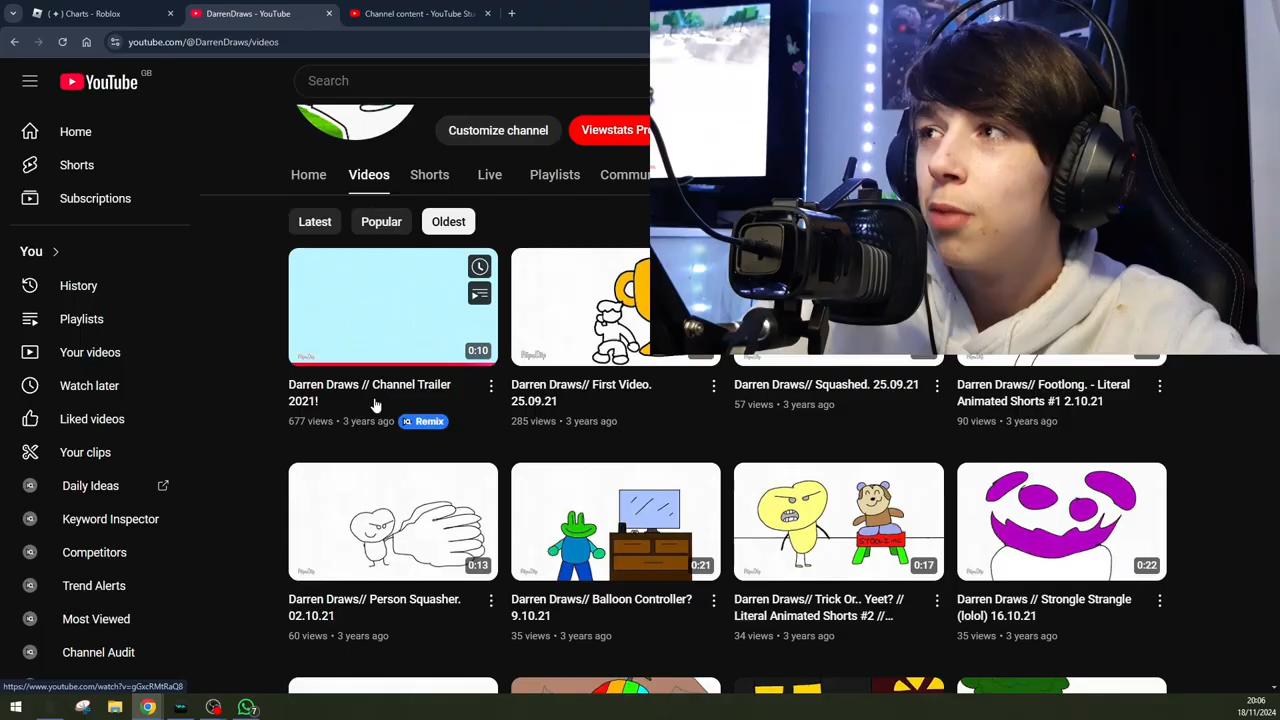 ( + ) Charts - Roblox
DarrenDraws - YouTube
Channel content - YouTube Stu
youtube.com/@DarrenDraws/videos
YouTube GB
Search
Home
Shorts
Subscriptions
You
History
Playlists
Your videos
Watch later
Liked videos
Your clips
Daily Ideas
Keyword Inspector
Competitors
Trend Alerts
Most Viewed
Channel Audit
Customize channel
Viewstats Pro
Home
Videos
Shorts
Live
Playlists
Commu
Latest
Popular
Oldest
FlipaClip
0:10
Darren Draws // Channel Trailer
2021!
677 views • 3 years ago
Remix
FlipaClip
Darren Draws// First Video.
25.09.21
285 views • 3 years ago
Darren Draws// Squashed. 25.09.21
57 views • 3 years ago
Darren Draws// Footlong. - Literal
Animated Shorts #1 2.10.21
90 views • 3 years ago
FlipaClip
0:13
Darren Draws// Person Squasher.
02.10.21
60 views • 3 years ago
FlipaClip
0:21
Darren Draws// Balloon Controller?
9.10.21
35 views • 3 years ago
FlipaClip
0:17
Darren Draws// Trick Or.. Yeet? //
Literal Animated Shorts #2 //...
34 views • 3 years ago
FlipaClip
0:22
Darren Draws // Strongle Strangle
(lolol) 16.10.21
35 views • 3 years ago
https://www.youtube.com/watch?v=gGxcRMtRaQ8
7
20:06
18/11/2024